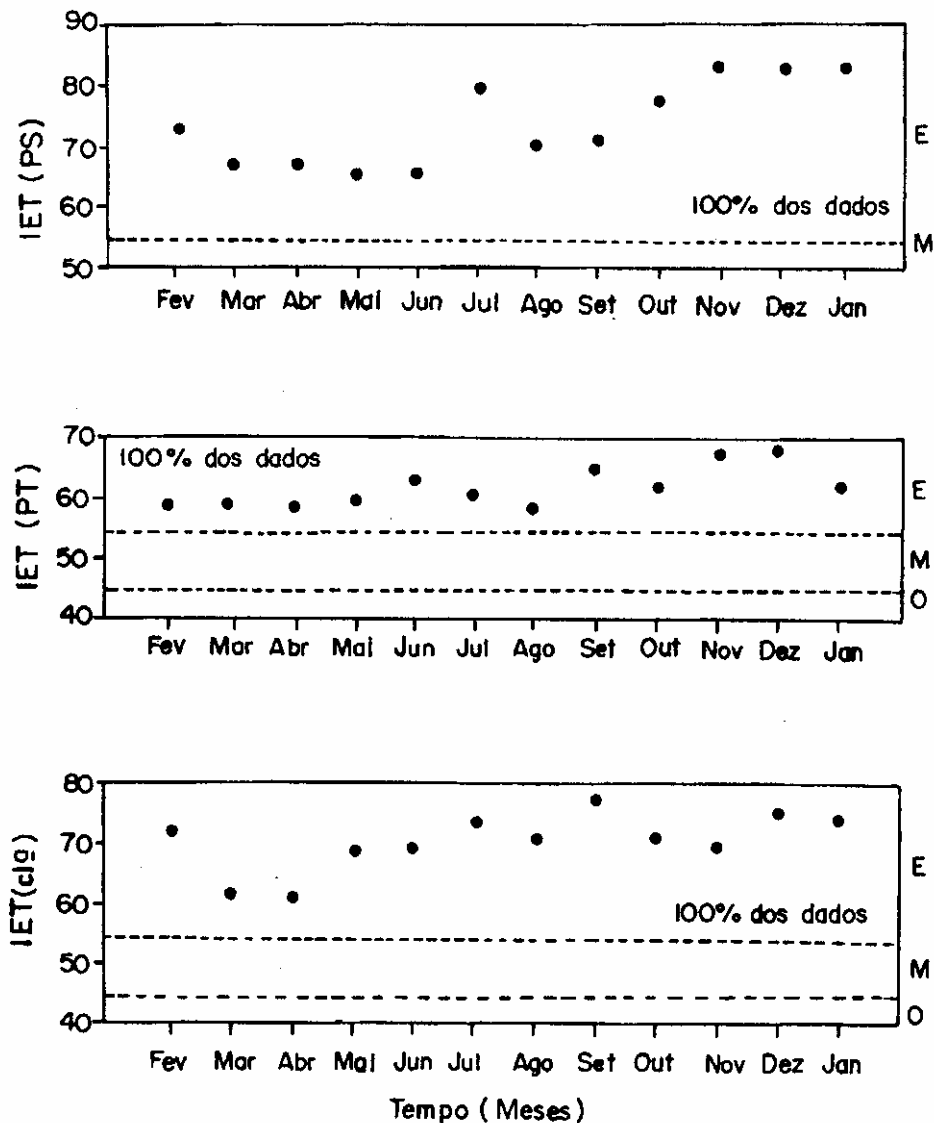 90
80
70
60
50
IET (PS)
E
100% dos dados
M
Fev Mar Abr Mai Jun Jul Ago Set Out Nov Dez Jan
70
60
50
40
IET (PT)
100% dos dados
E
M
O
Fev Mar Abr Mai Jun Jul Ago Set Out Nov Dez Jan
80
70
60
50
40
IET (clª)
E
100% dos dados
M
O
Fev Mar Abr Mai Jun Jul Ago Set Out Nov Dez Jan
Tempo (Meses)